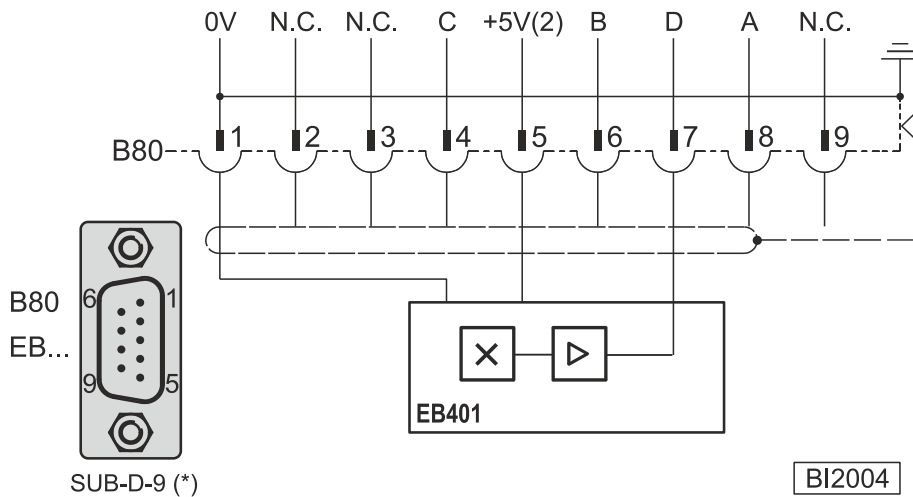 0V N.C. N.C. C +5V(2) B D A N.C.
B80 1 2 3 4 5 6 7 8 9
B80 6 1
EB...
9 5
EB401
SUB-D-9 (*)
BI2004